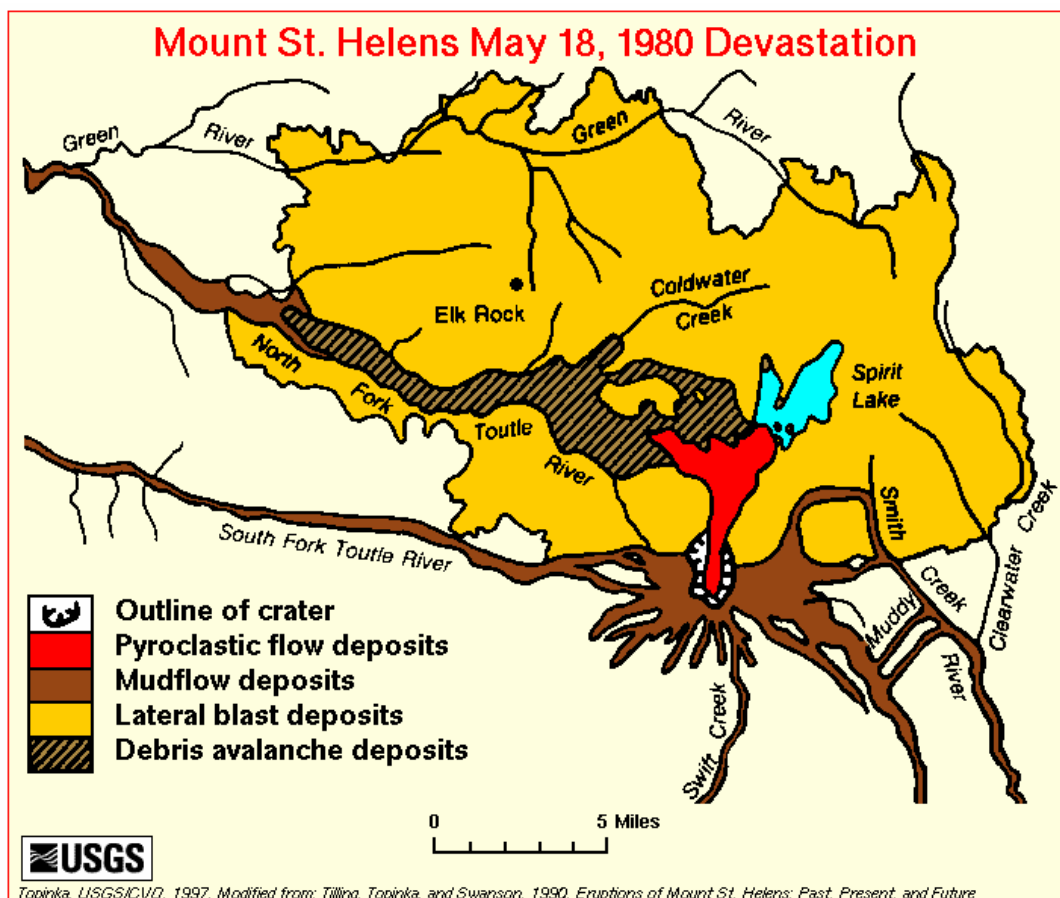 Mount St. Helens May 18, 1980 Devastation
Green
River
Green
River
Coldwater
Creek
Elk Rock
North
Fork
Toutle
River
Spirit
Lake
Smith
Creek
Clearwater Creek
Muddy
River
South Fork Toutle River
Swift Creek
Outline of crater
Pyroclastic flow deposits
Mudflow deposits
Lateral blast deposits
Debris avalanche deposits
0 5 Miles
USGS
Topinka, USGS/CVO, 1997, Modified from: Tilling, Topinka, and Swanson, 1990, Eruptions of Mount St. Helens: Past, Present, and Future